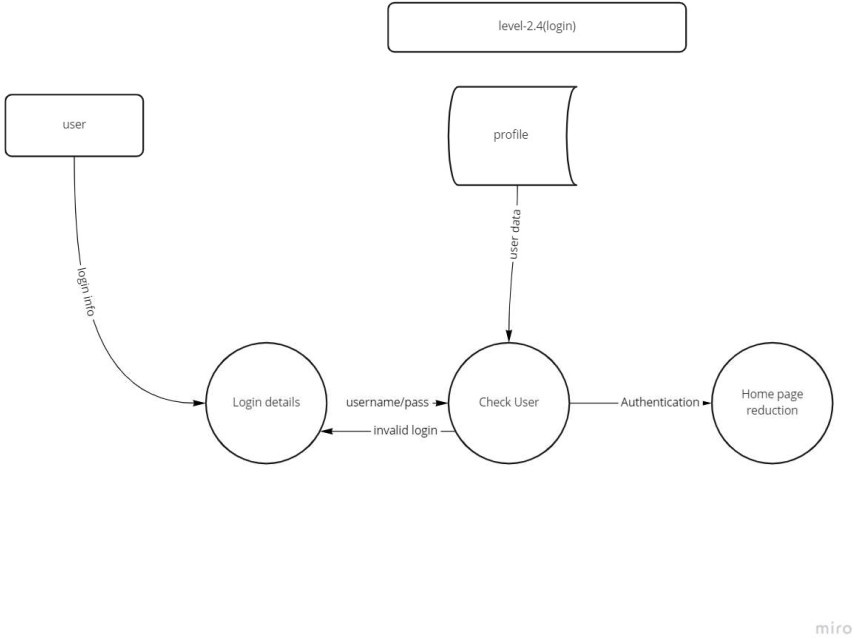 level-2.4(login)
user
profile
user data
login info
Login details
username/pass
Check User
Authentication
Home page
reduction
invalid login
miro